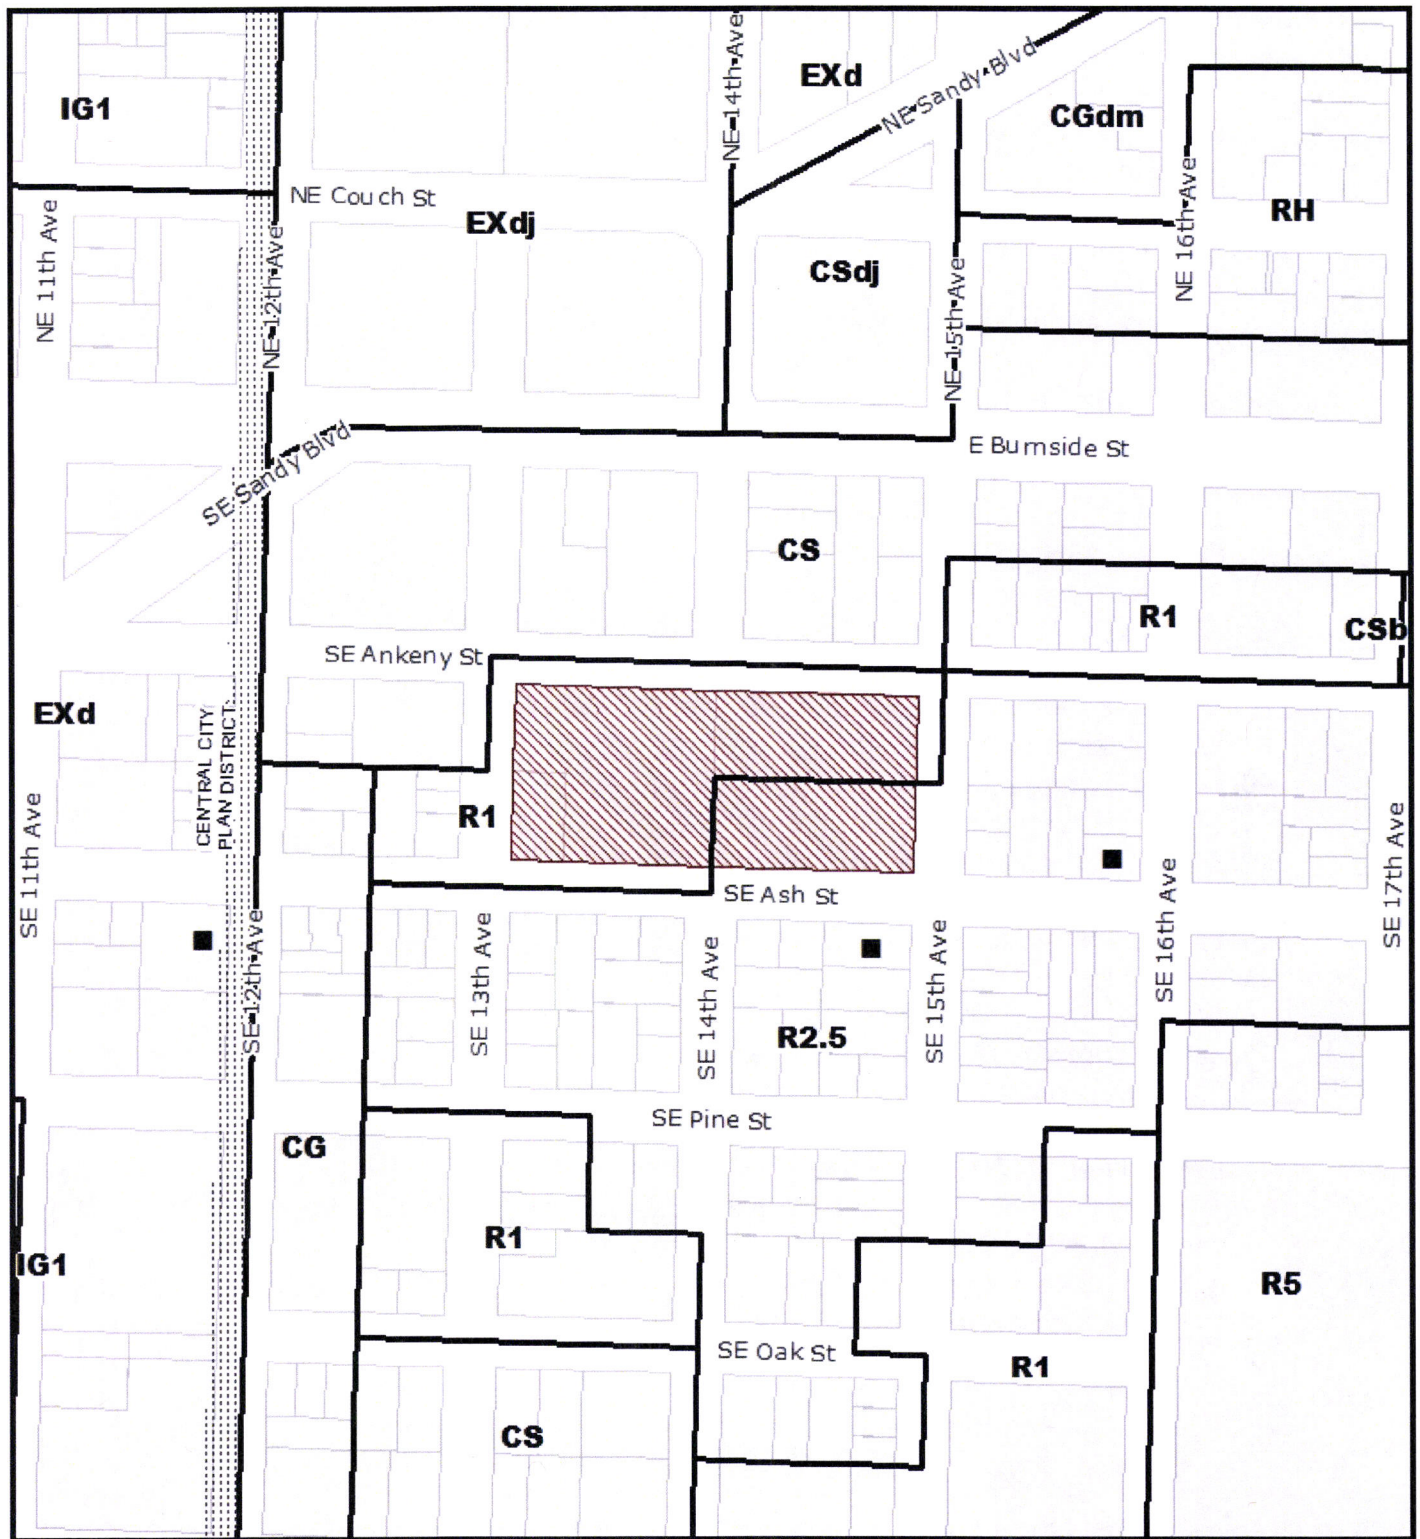 NE 14th Ave
EXd
NE Sandy Blvd
IG1
CGdm
NE Couch St
EXdj
NE 16th Ave
RH
NE 11th Ave
NE 12th Ave
CSdj
NE 15th Ave
SE Sandy Blvd
E Burnside St
CS
R1
CSb
SE Ankeny St
EXd
CENTRAL CITY
PLAN DISTRICT
R1
SE 11th Ave
SE 17th Ave
SE Ash St
SE 12th Ave
SE 13th Ave
SE 14th Ave
SE 15th Ave
SE 16th Ave
R2.5
SE Pine St
CG
R1
IG1
R5
SE Oak St
R1
CS